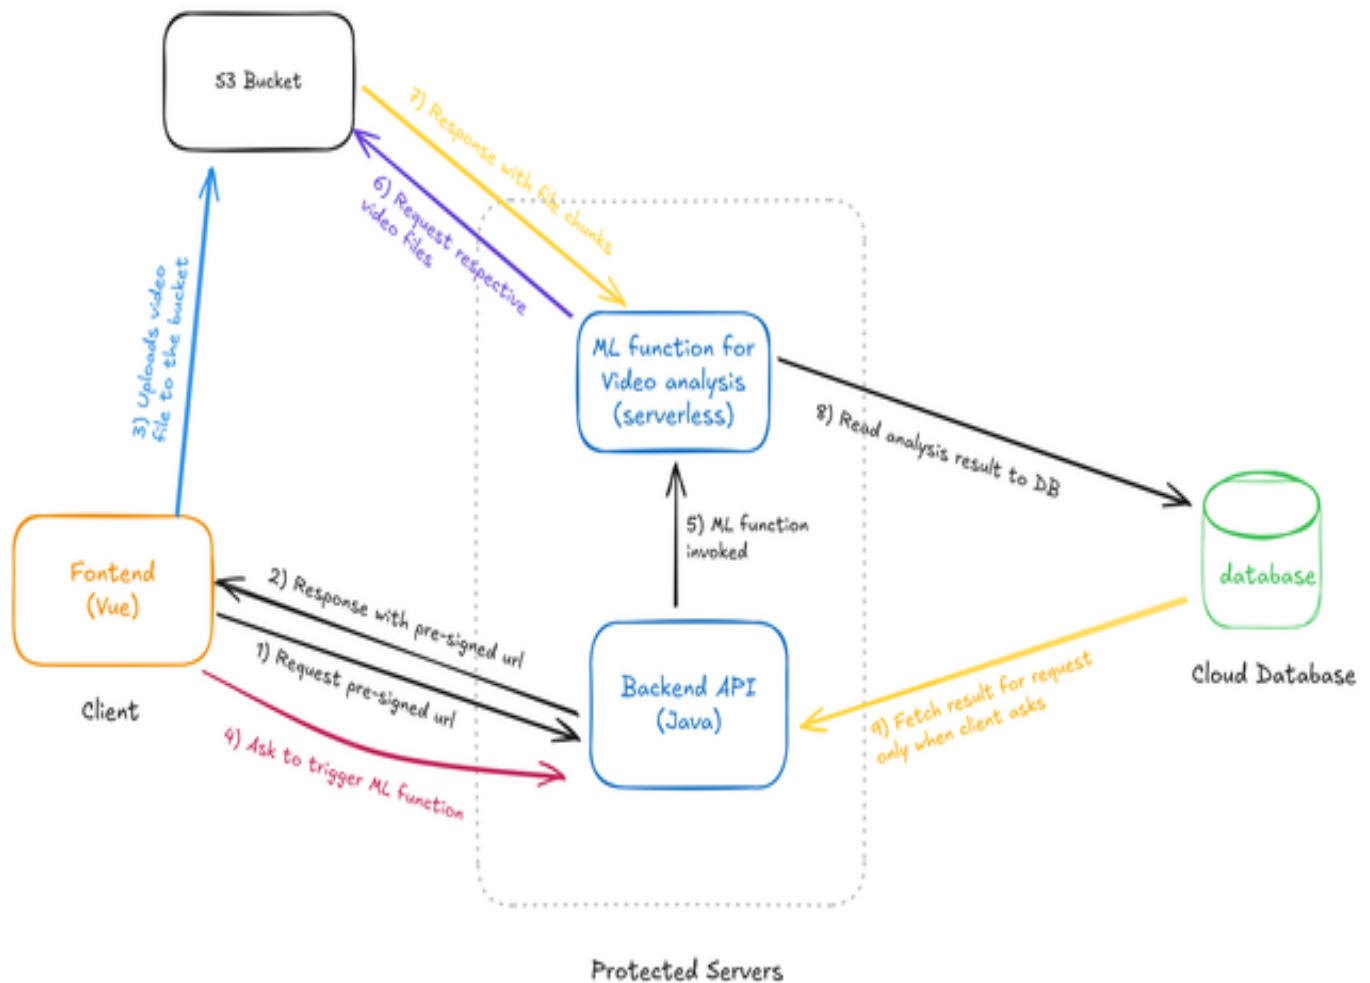 S3 Bucket
7) Response with file chunks
6) Request respective
video files
3) Uploads video
file to the bucket
ML function for
Video analysis
(serverless)
8) Read analysis result to DB
5) ML function
invoked
database
Cloud Database
Fontend
(Vue)
Client
2) Response with pre-signed url
1) Request pre-signed url
4) Ask to trigger ML function
Backend API
(Java)
9) Fetch result for request
only when client asks
Protected Servers